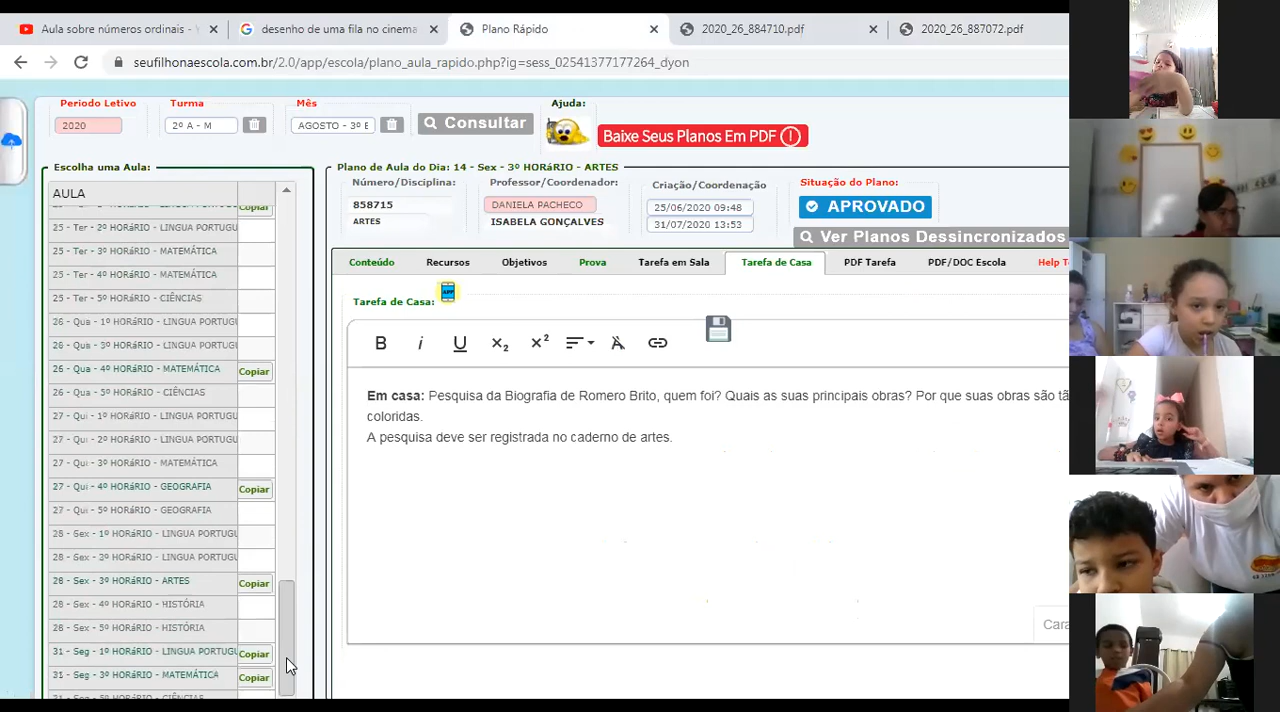 Aula sobre números ordinais -
desenho de uma fila no cinema
Plano Rápido
2020_26_884710.pdf
2020_26_887072.pdf
seufilhonaescola.com.br/2.0/app/escola/plano_aula_rapido.php?ig=sess_02541377177264_dyon
Periodo Letivo
2020
Turma
2º A - M
Mês
AGOSTO - 3º E
Consultar
Ajuda:
Baixe Seus Planos Em PDF
Escolha uma Aula:
AULA
Copiar
25 - Ter - 2º HORáRIO - LINGUA PORTUGU
25 - Ter - 3º HORáRIO - MATEMÁTICA
25 - Ter - 4º HORáRIO - MATEMÁTICA
25 - Ter - 5º HORáRIO - CIÊNCIAS
26 - Qua - 1º HORáRIO - LINGUA PORTUGU
26 - Qua - 3º HORáRIO - LINGUA PORTUGU
26 - Qua - 4º HORáRIO - MATEMÁTICA Copiar
26 - Qua - 5º HORáRIO - CIÊNCIAS
27 - Qui - 1º HORáRIO - LINGUA PORTUGU
27 - Qui - 2º HORáRIO - LINGUA PORTUGU
27 - Qui - 3º HORáRIO - MATEMÁTICA
27 - Qui - 4º HORáRIO - GEOGRAFIA Copiar
27 - Qui - 5º HORáRIO - GEOGRAFIA
28 - Sex - 1º HORáRIO - LINGUA PORTUGU
28 - Sex - 3º HORáRIO - LINGUA PORTUGU
28 - Sex - 3º HORáRIO - ARTES Copiar
28 - Sex - 4º HORáRIO - HISTÓRIA
28 - Sex - 5º HORáRIO - HISTÓRIA
31 - Seg - 1º HORáRIO - LINGUA PORTUGU Copiar
31 - Seg - 3º HORáRIO - MATEMÁTICA Copiar
Plano de Aula do Dia: 14 - Sex - 3º HORáRIO - ARTES
Número/Disciplina:
858715
ARTES
Professor/Coordenador:
DANIELA PACHECO
ISABELA GONÇALVES
Criação/Coordenação
25/06/2020 09:48
31/07/2020 13:53
Situação do Plano:
APROVADO
Ver Planos Dessincronizados
Conteúdo Recursos Objetivos Prova Tarefa em Sala Tarefa de Casa PDF Tarefa PDF/DOC Escola Help T
Tarefa de Casa:
B i U X2 X2
Em casa: Pesquisa da Biografia de Romero Brito, quem foi? Quais as suas principais obras? Por que suas obras são tã
coloridas.
A pesquisa deve ser registrada no caderno de artes.
Cara